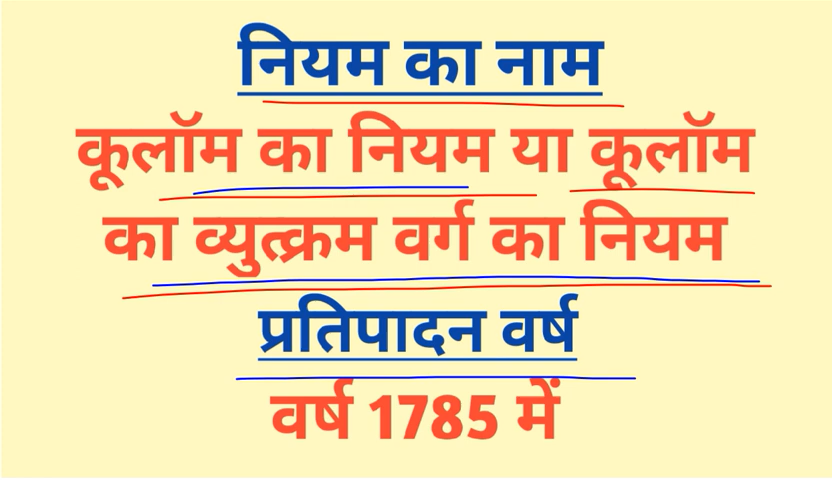 नियम का नाम
कूलॉम का नियम या कूलॉम
का व्युत्क्रम वर्ग का नियम
प्रतिपादन वर्ष
वर्ष 1785 में